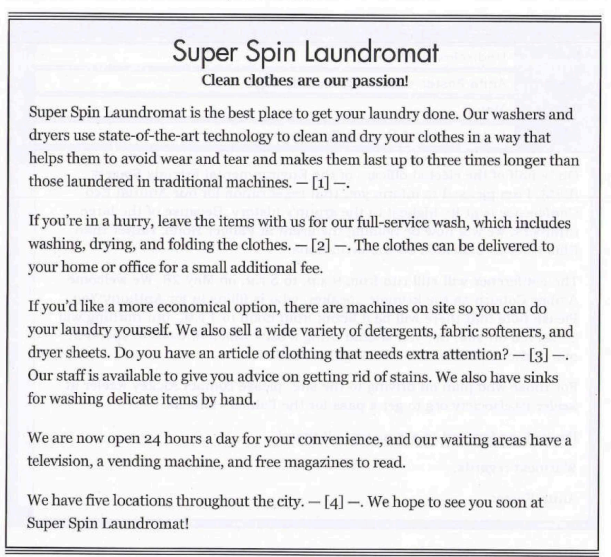 Super Spin Laundromat
Clean clothes are our passion!
Super Spin Laundromat is the best place to get your laundry done. Our washers and
dryers use state-of-the-art technology to clean and dry your clothes in a way that
helps them to avoid wear and tear and makes them last up to three times longer than
those laundered in traditional machines. — [1] —.
If you're in a hurry, leave the items with us for our full-service wash, which includes
washing, drying, and folding the clothes. — [2] —. The clothes can be delivered to
your home or office for a small additional fee.
If you'd like a more economical option, there are machines on site so you can do
your laundry yourself. We also sell a wide variety of detergents, fabric softeners, and
dryer sheets. Do you have an article of clothing that needs extra attention? — [3] —.
Our staff is available to give you advice on getting rid of stains. We also have sinks
for washing delicate items by hand.
We are now open 24 hours a day for your convenience, and our waiting areas have a
television, a vending machine, and free magazines to read.
We have five locations throughout the city. — [4] —. We hope to see you soon at
Super Spin Laundromat!